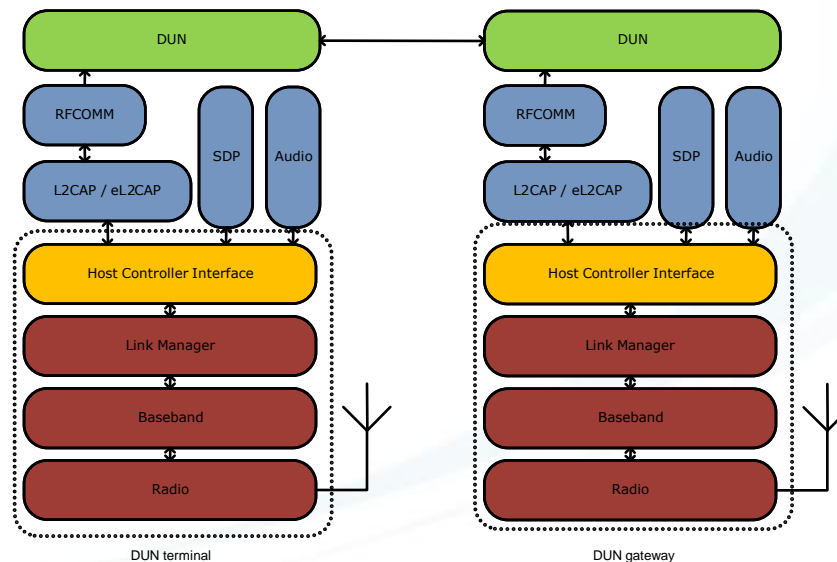 DUN
DUN
RFCOMM
SDP
Audio
L2CAP / eL2CAP
RFCOMM
SDP
Audio
L2CAP / eL2CAP
Host Controller Interface
Host Controller Interface
Link Manager
Link Manager
Baseband
Baseband
Radio
Radio
DUN terminal
DUN gateway